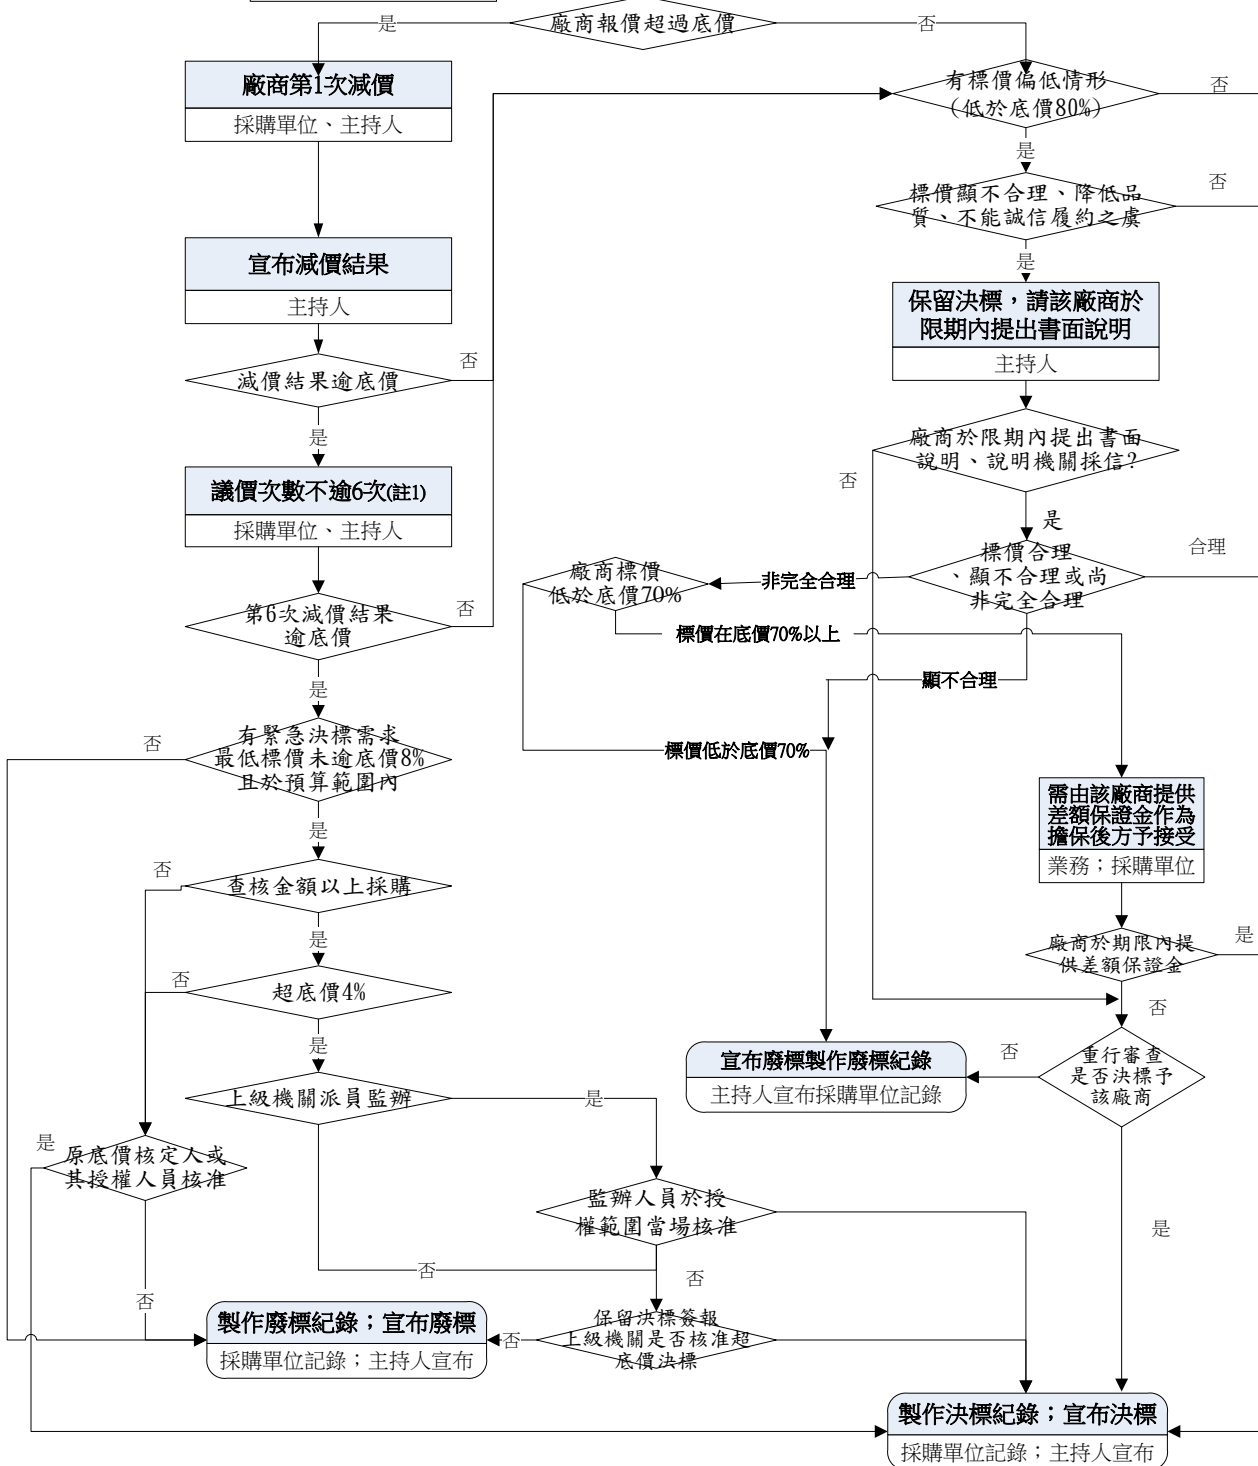 廠商報價超過底價
是
否
廠商第1次減價
採購單位、主持人
有標價偏低情形
(低於底價80%)
否
是
標價顯不合理、降低品
質、不能誠信履約之虞
否
是
宣布減價結果
主持人
保留決標，請該廠商於
限期內提出書面說明
主持人
減價結果逾底價
否
是
廠商於限期內提出書面
說明、說明機關採信?
否
是
議價次數不逾6次(註1)
採購單位、主持人
標價合理
、顯不合理或尚
非完全合理
合理
非完全合理
廠商標價
低於底價70%
第6次減價結果
逾底價
否
是
標價在底價70%以上
顯不合理
標價低於底價70%
有緊急決標需求
最低標價未逾底價8%
且於預算範圍內
否
是
需由該廠商提供
差額保證金作為
擔保後方予接受
業務；採購單位
查核金額以上採購
否
是
廠商於期限內提
供差額保證金
是
否
超底價4%
否
是
宣布廢標製作廢標紀錄
主持人宣布採購單位記錄
否
重行審查
是否決標予
該廠商
是
上級機關派員監辦
是
否
原底價核定人或
其授權人員核准
是
否
監辦人員於授
權範圍當場核准
否
保留決標簽報
上級機關是否核准超
底價決標
否
製作廢標紀錄；宣布廢標
採購單位記錄；主持人宣布
製作決標紀錄；宣布決標
採購單位記錄；主持人宣布